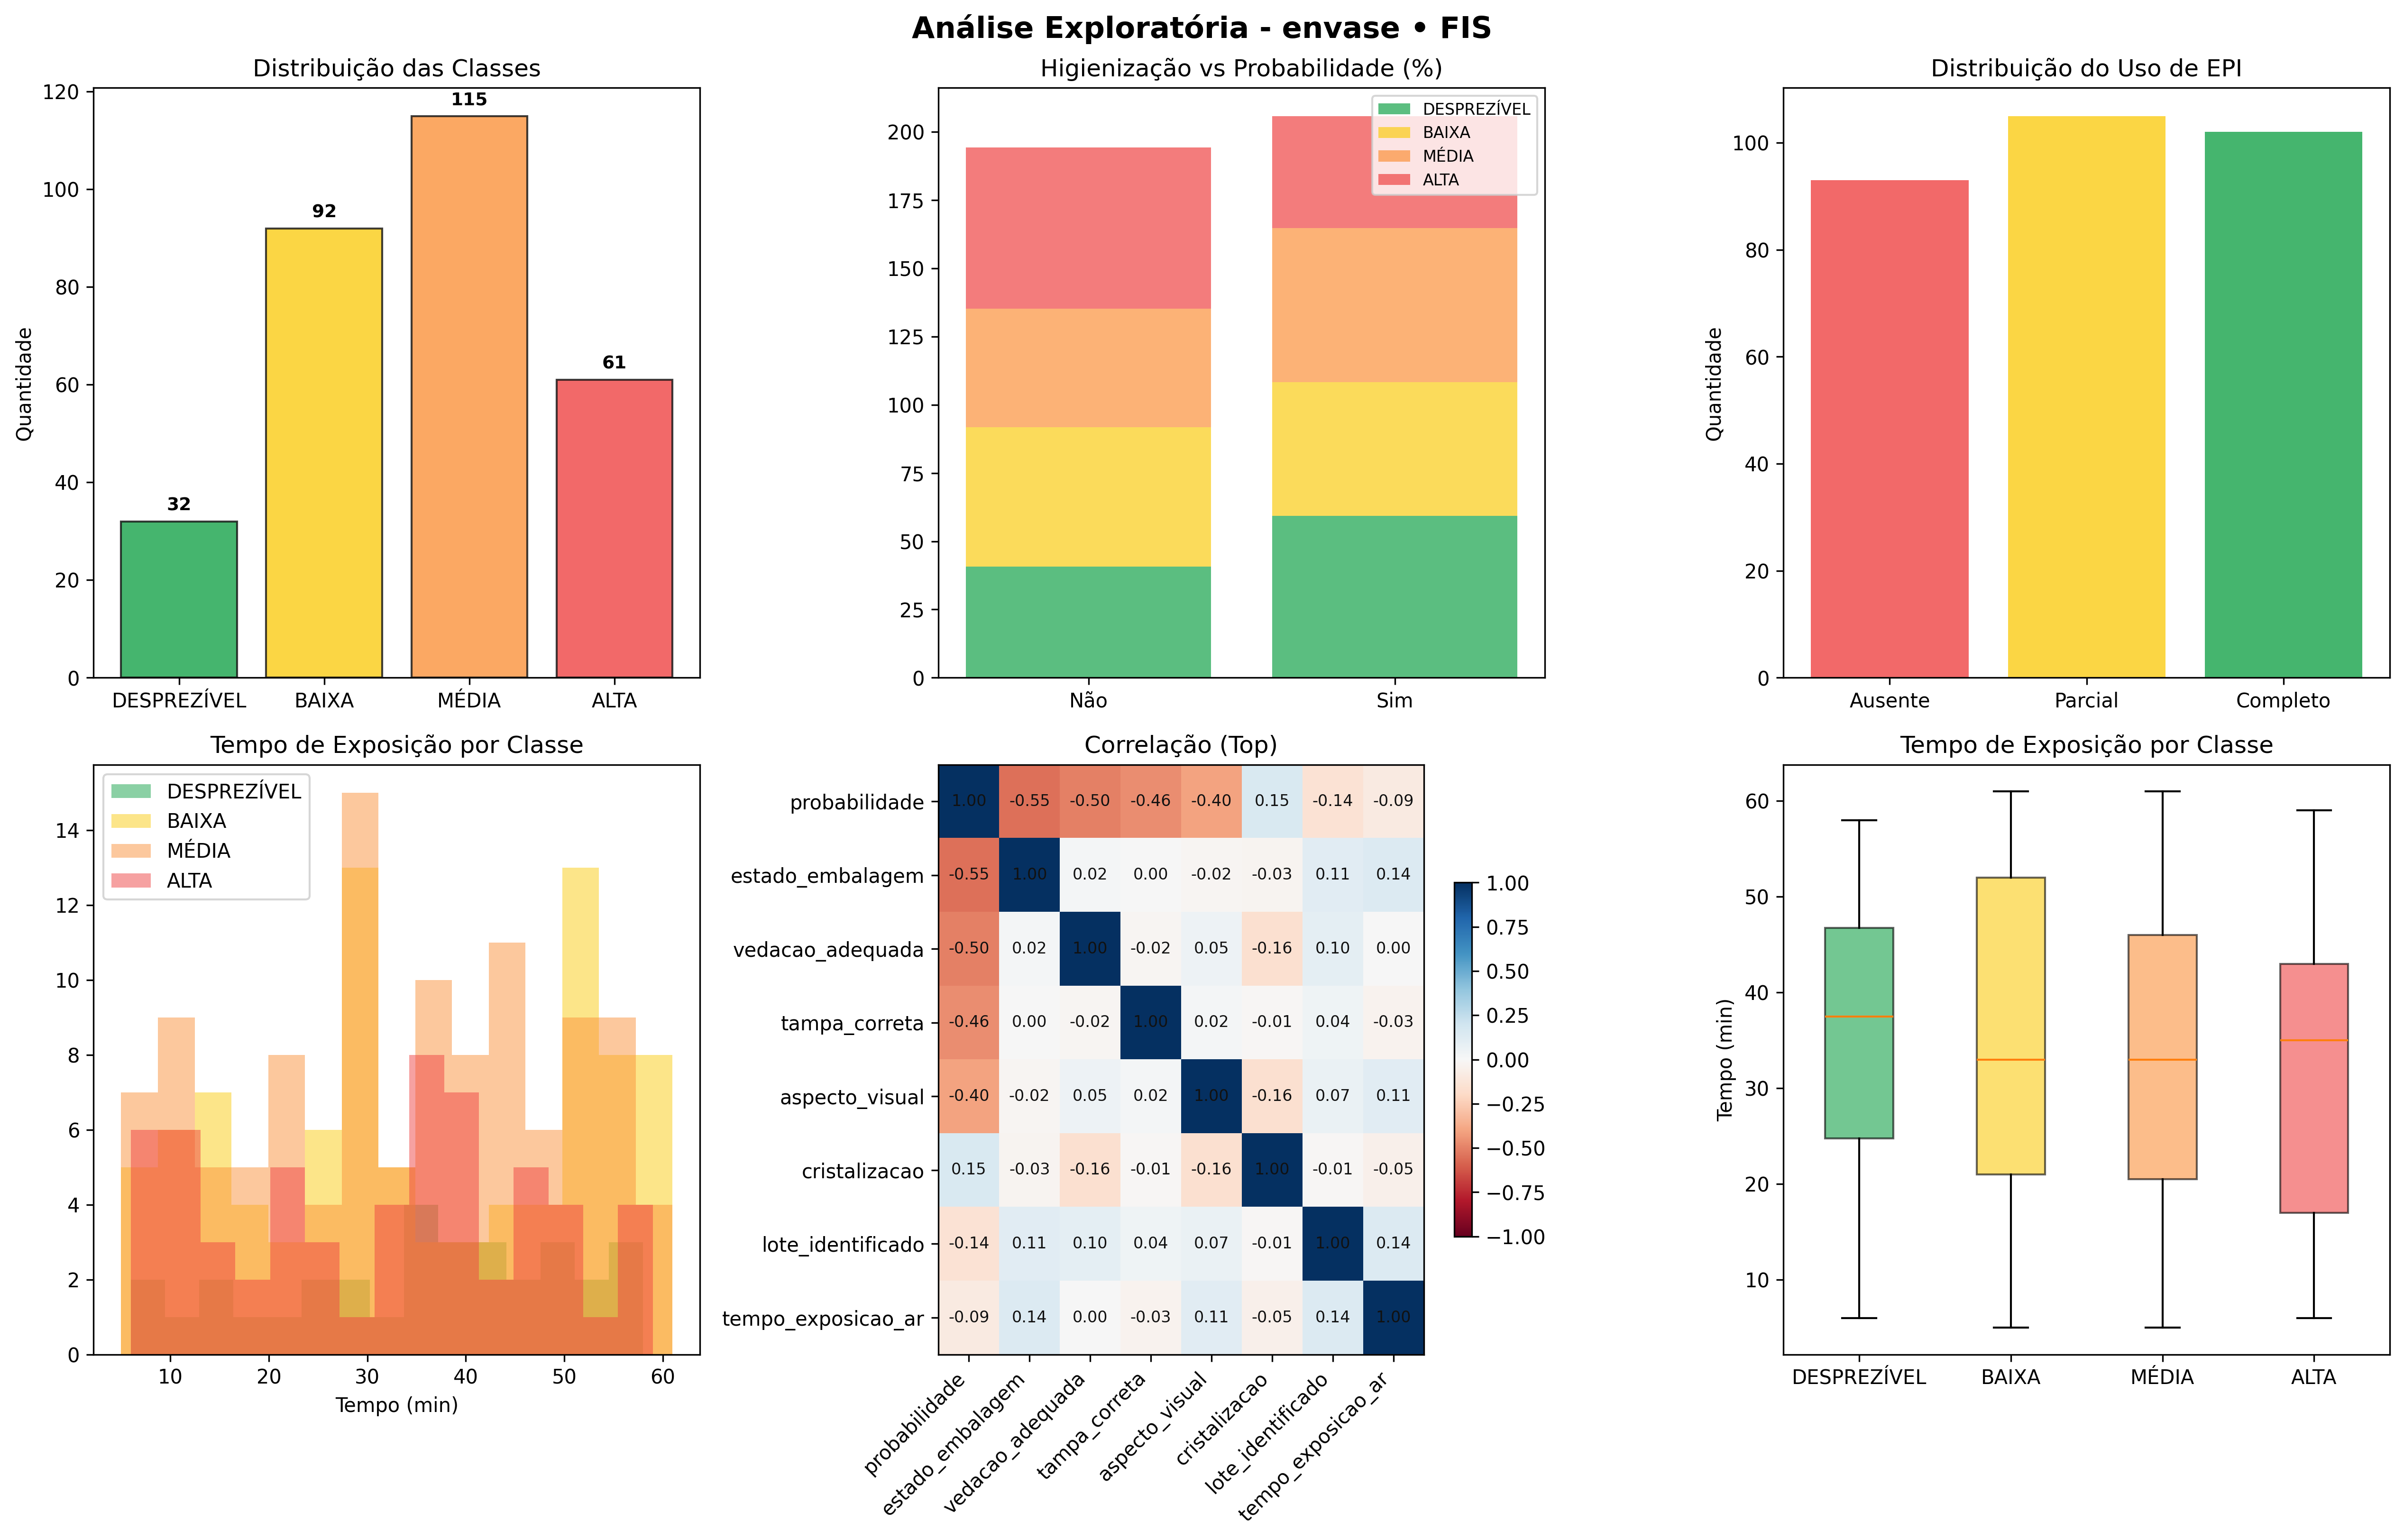 Análise Exploratória - envase • FIS
Distribuição das Classes
Quantidade
120
100
80
60
40
20
0
32
92
115
61
DESPREZÍVEL BAIXA MÉDIA ALTA
Higienização vs Probabilidade (%)
200
175
150
125
100
75
50
25
0
DESPREZÍVEL
BAIXA
MÉDIA
ALTA
Não Sim
Distribuição do Uso de EPI
Quantidade
100
80
60
40
20
0
Ausente Parcial Completo
Tempo de Exposição por Classe
DESPREZÍVEL
BAIXA
MÉDIA
ALTA
14
12
10
8
6
4
2
0
10 20 30 40 50 60
Tempo (min)
Correlação (Top)
probabilidade 1.00 -0.55 -0.50 -0.46 -0.40 0.15 -0.14 -0.09
estado_embalagem -0.55 1.00 0.02 0.00 -0.02 -0.03 0.11 0.14
vedacao_adequada -0.50 0.02 1.00 -0.02 0.05 -0.16 0.10 0.00
tampa_correta -0.46 0.00 -0.02 1.00 0.02 -0.01 0.04 -0.03
aspecto_visual -0.40 -0.02 0.05 0.02 1.00 -0.16 0.07 0.11
cristalizacao 0.15 -0.03 -0.16 -0.01 -0.16 1.00 -0.01 -0.05
lote_identificado -0.14 0.11 0.10 0.04 0.07 -0.01 1.00 0.14
tempo_exposicao_ar -0.09 0.14 0.00 -0.03 0.11 -0.05 0.14 1.00
probabilidade
estado_embalagem
vedacao_adequada
tampa_correta
aspecto_visual
cristalizacao
lote_identificado
tempo_exposicao_ar
1.00
0.75
0.50
0.25
0.00
−0.25
−0.50
−0.75
−1.00
Tempo de Exposição por Classe
Tempo (min)
60
50
40
30
20
10
DESPREZÍVEL BAIXA MÉDIA ALTA